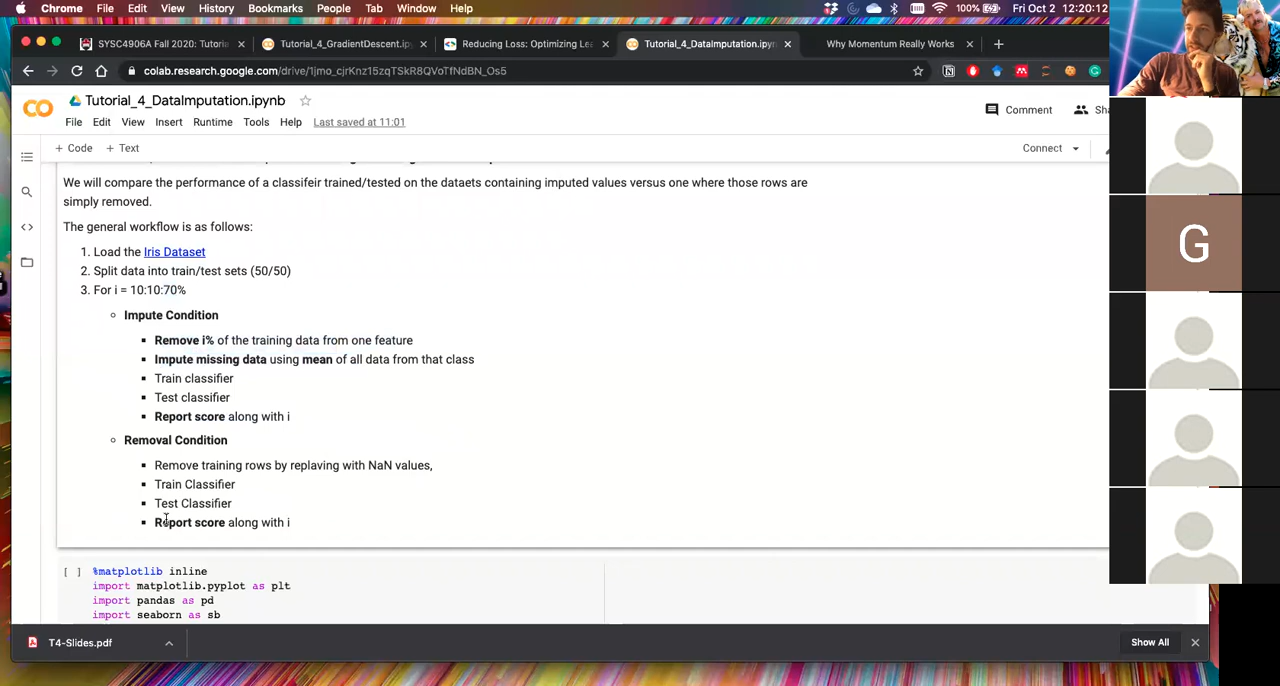 Chrome File Edit View History Bookmarks People Tab Window Help 100% Fri Oct 2 12:20:12
SYSC4906A Fall 2020: Tutori × Tutorial_4_GradientDescent.ip × Reducing Loss: Optimizing Le × Tutorial_4_DataImputation.ipyn × Why Momentum Really Works × +
colab.research.google.com/drive/1jmo_cjrKnz15zqTSkR8QVoTfNdBN_Os5
Tutorial_4_DataImputation.ipynb
Comment Sha
File Edit View Insert Runtime Tools Help Last saved at 11:01
+ Code + Text Connect
We will compare the performance of a classifeir trained/tested on the dataets containing imputed values versus one where those rows are
simply removed.
The general workflow is as follows:
1. Load the Iris Dataset
2. Split data into train/test sets (50/50)
3. For i = 10:10:70%
Impute Condition
Remove i% of the training data from one feature
Impute missing data using mean of all data from that class
Train classifier
Test classifier
Report score along with i
Removal Condition
Remove training rows by replaving with NaN values,
Train Classifier
Test Classifier
Report score along with i
[ ] %matplotlib inline
import matplotlib.pyplot as plt
import pandas as pd
import seaborn as sb
T4-Slides.pdf
Show All ×
G